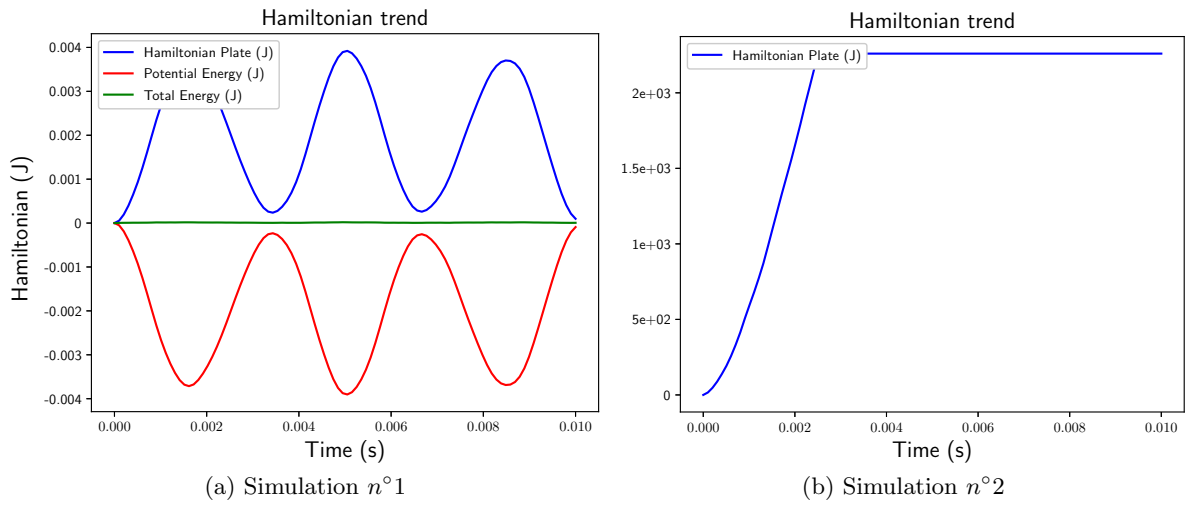 Hamiltonian trend
Hamiltonian Plate (J)
Potential Energy (J)
Total Energy (J)
0.004
0.003
0.002
0.001
0
-0.001
-0.002
-0.003
-0.004
Hamiltonian (J)
0.000 0.002 0.004 0.006 0.008 0.010
Time (s)
(a) Simulation n°1
Hamiltonian trend
Hamiltonian Plate (J)
2e+03
1.5e+03
1e+03
5e+02
0
0.000 0.002 0.004 0.006 0.008 0.010
Time (s)
(b) Simulation n°2